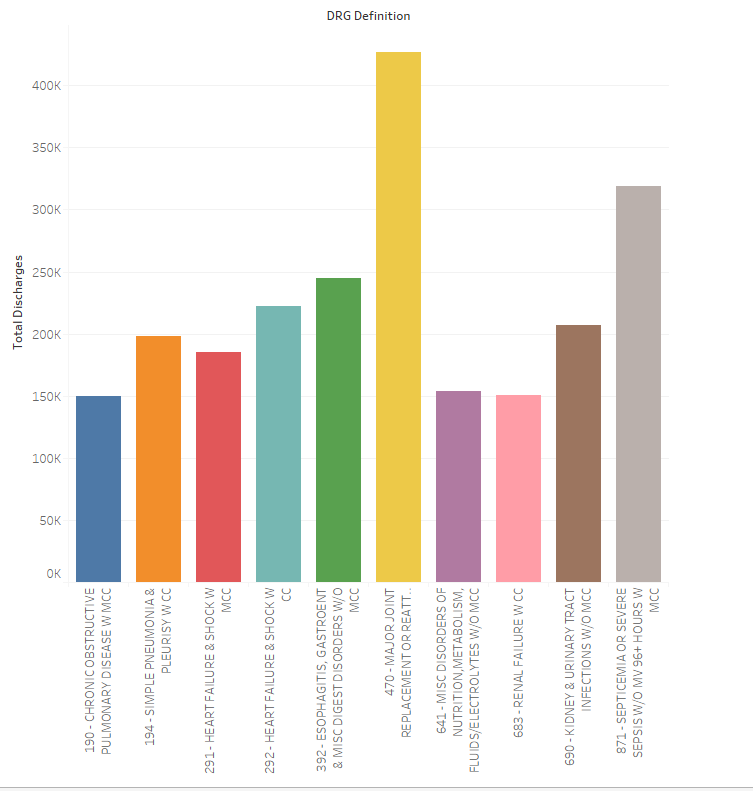 DRG Definition
Total Discharges
400K
350K
300K
250K
200K
150K
100K
50K
0K
190 - CHRONIC OBSTRUCTIVE
PULMONARY DISEASE W MCC
194 - SIMPLE PNEUMONIA &
PLEURISY W CC
291 - HEART FAILURE & SHOCK W
MCC
292 - HEART FAILURE & SHOCK W
CC
392 - ESOPHAGITIS, GASTROENT
& MISC DIGEST DISORDERS W/O
MCC
470 - MAJOR JOINT
REPLACEMENT OR REATT..
641 - MISC DISORDERS OF
NUTRITION,METABOLISM,
FLUIDS/ELECTROLYTES W/O MCC
683 - RENAL FAILURE W CC
690 - KIDNEY & URINARY TRACT
INFECTIONS W/O MCC
871 - SEPTICEMIA OR SEVERE
SEPSIS W/O MV 96+ HOURS W
MCC